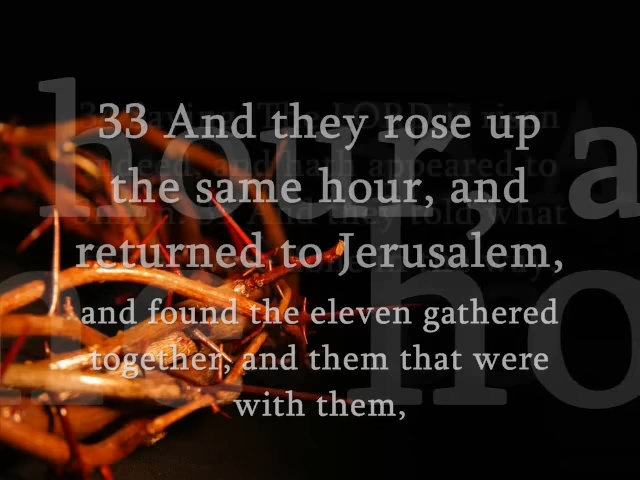 33 And they rose up
the same hour, and
returned to Jerusalem,
and found the eleven gathered
together, and them that were
with them,